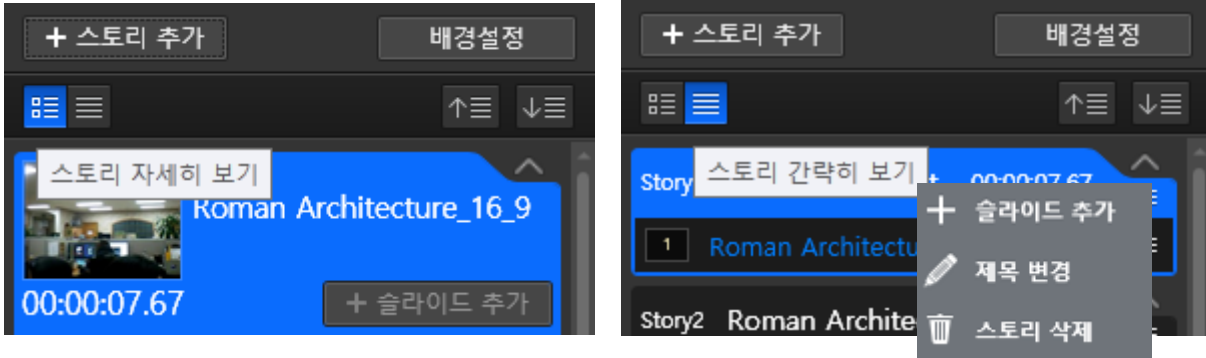 + 스토리 추가
배경설정
스토리 자세히 보기
Roman Architecture_16_9
00:00:07.67
+ 슬라이드 추가
+ 스토리 추가
배경설정
스토리 간략히 보기
Story
00:00:07.67
슬라이드 추가
1 Roman Architectu
제목 변경
Story2 Roman Archite
스토리 삭제